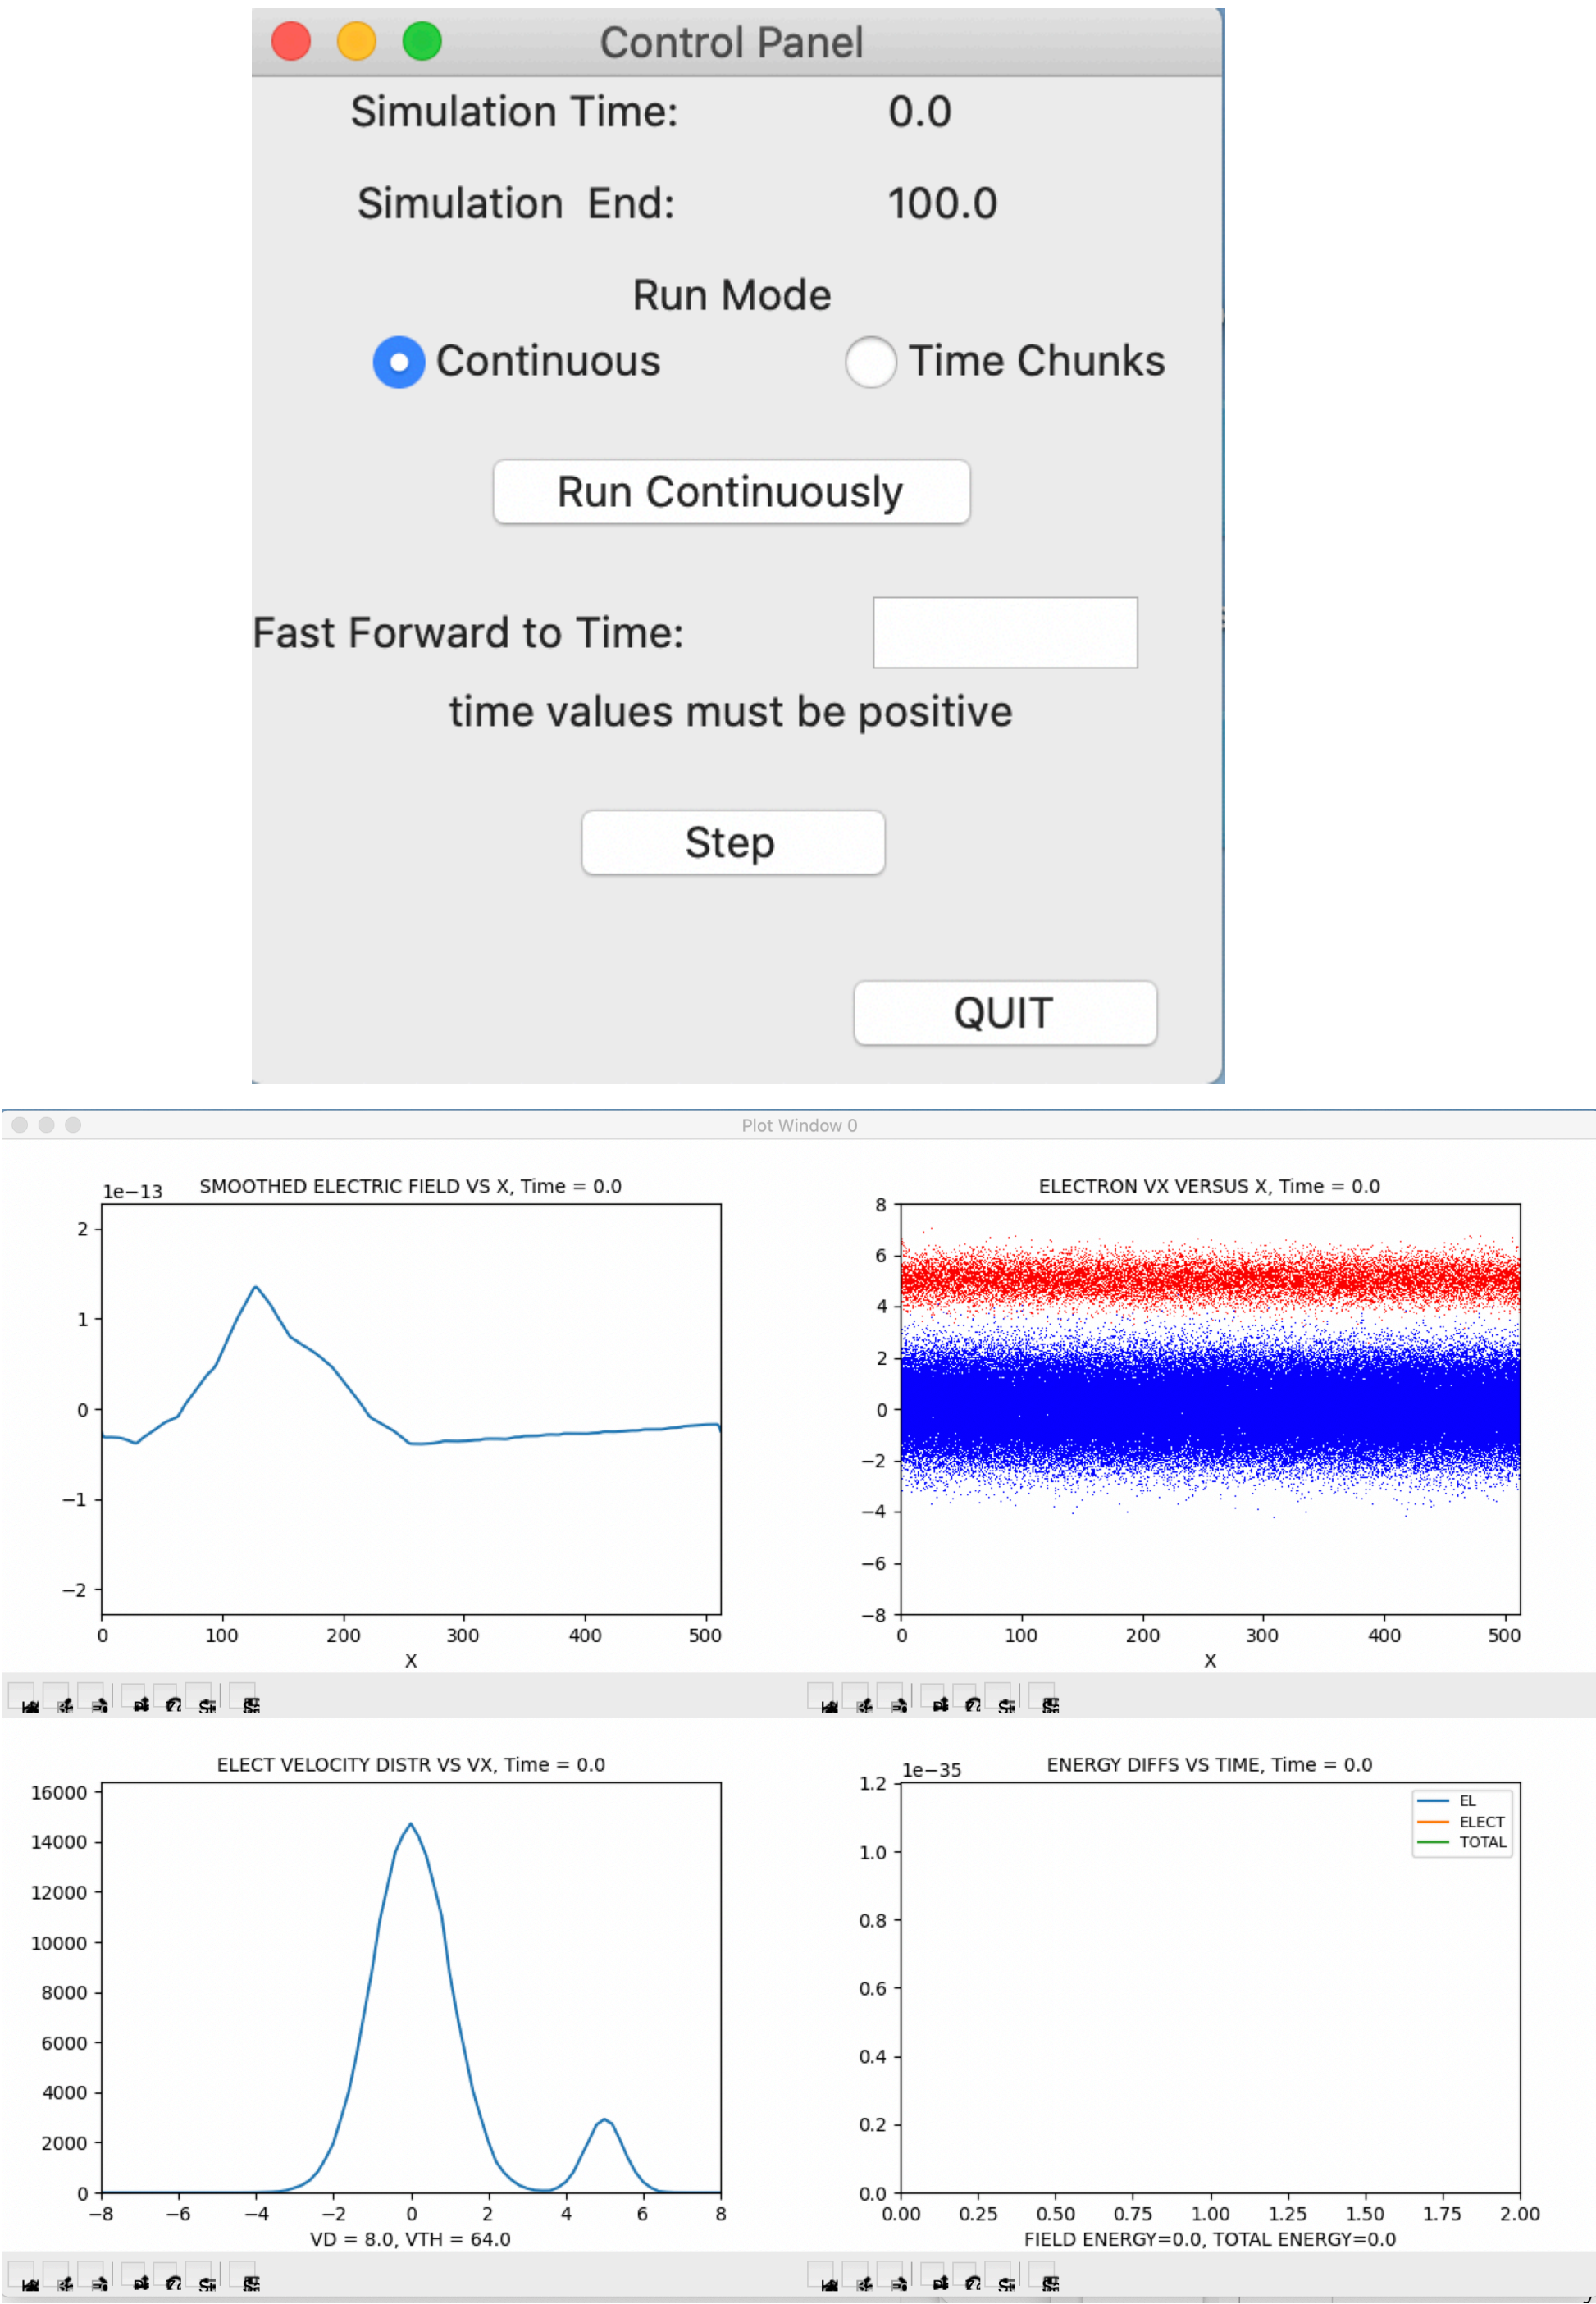 Control Panel
Simulation Time: 0.0
Simulation End: 100.0
Run Mode
Continuous Time Chunks
Run Continuously
Fast Forward to Time:
time values must be positive
Step
QUIT
Plot Window 0
1e−13 SMOOTHED ELECTRIC FIELD VS X, Time = 0.0
2
1
0
−1
−2
0 100 200 300 400 500
X
ELECTRON VX VERSUS X, Time = 0.0
8
6
4
2
0
−2
−4
−6
−8
0 100 200 300 400 500
X
ELECT VELOCITY DISTR VS VX, Time = 0.0
16000
14000
12000
10000
8000
6000
4000
2000
0
−8 −6 −4 −2 0 2 4 6 8
VD = 8.0, VTH = 64.0
1e−35 ENERGY DIFFS VS TIME, Time = 0.0
1.2
1.0
0.8
0.6
0.4
0.2
0.0
EL
ELECT
TOTAL
0.00 0.25 0.50 0.75 1.00 1.25 1.50 1.75 2.00
FIELD ENERGY=0.0, TOTAL ENERGY=0.0